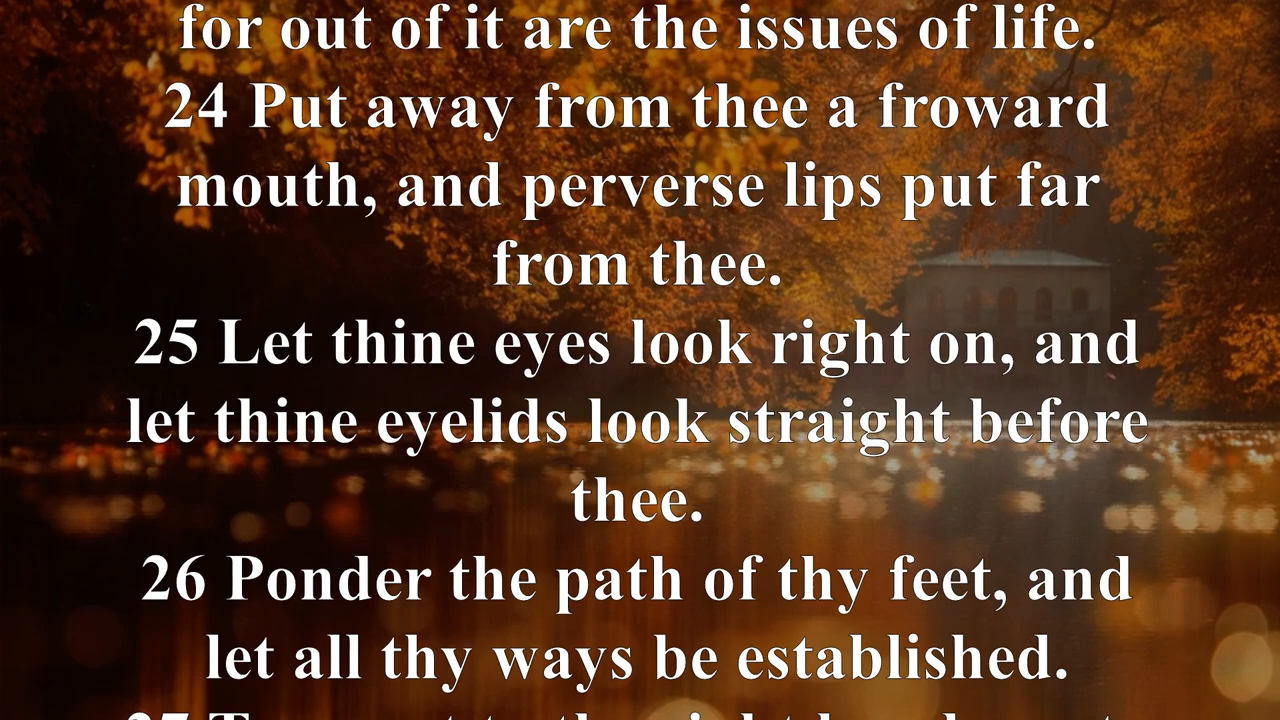 for out of it are the issues of life.
24 Put away from thee a froward
mouth, and perverse lips put far
from thee.
25 Let thine eyes look right on, and
let thine eyelids look straight before
thee.
26 Ponder the path of thy feet, and
let all thy ways be established.